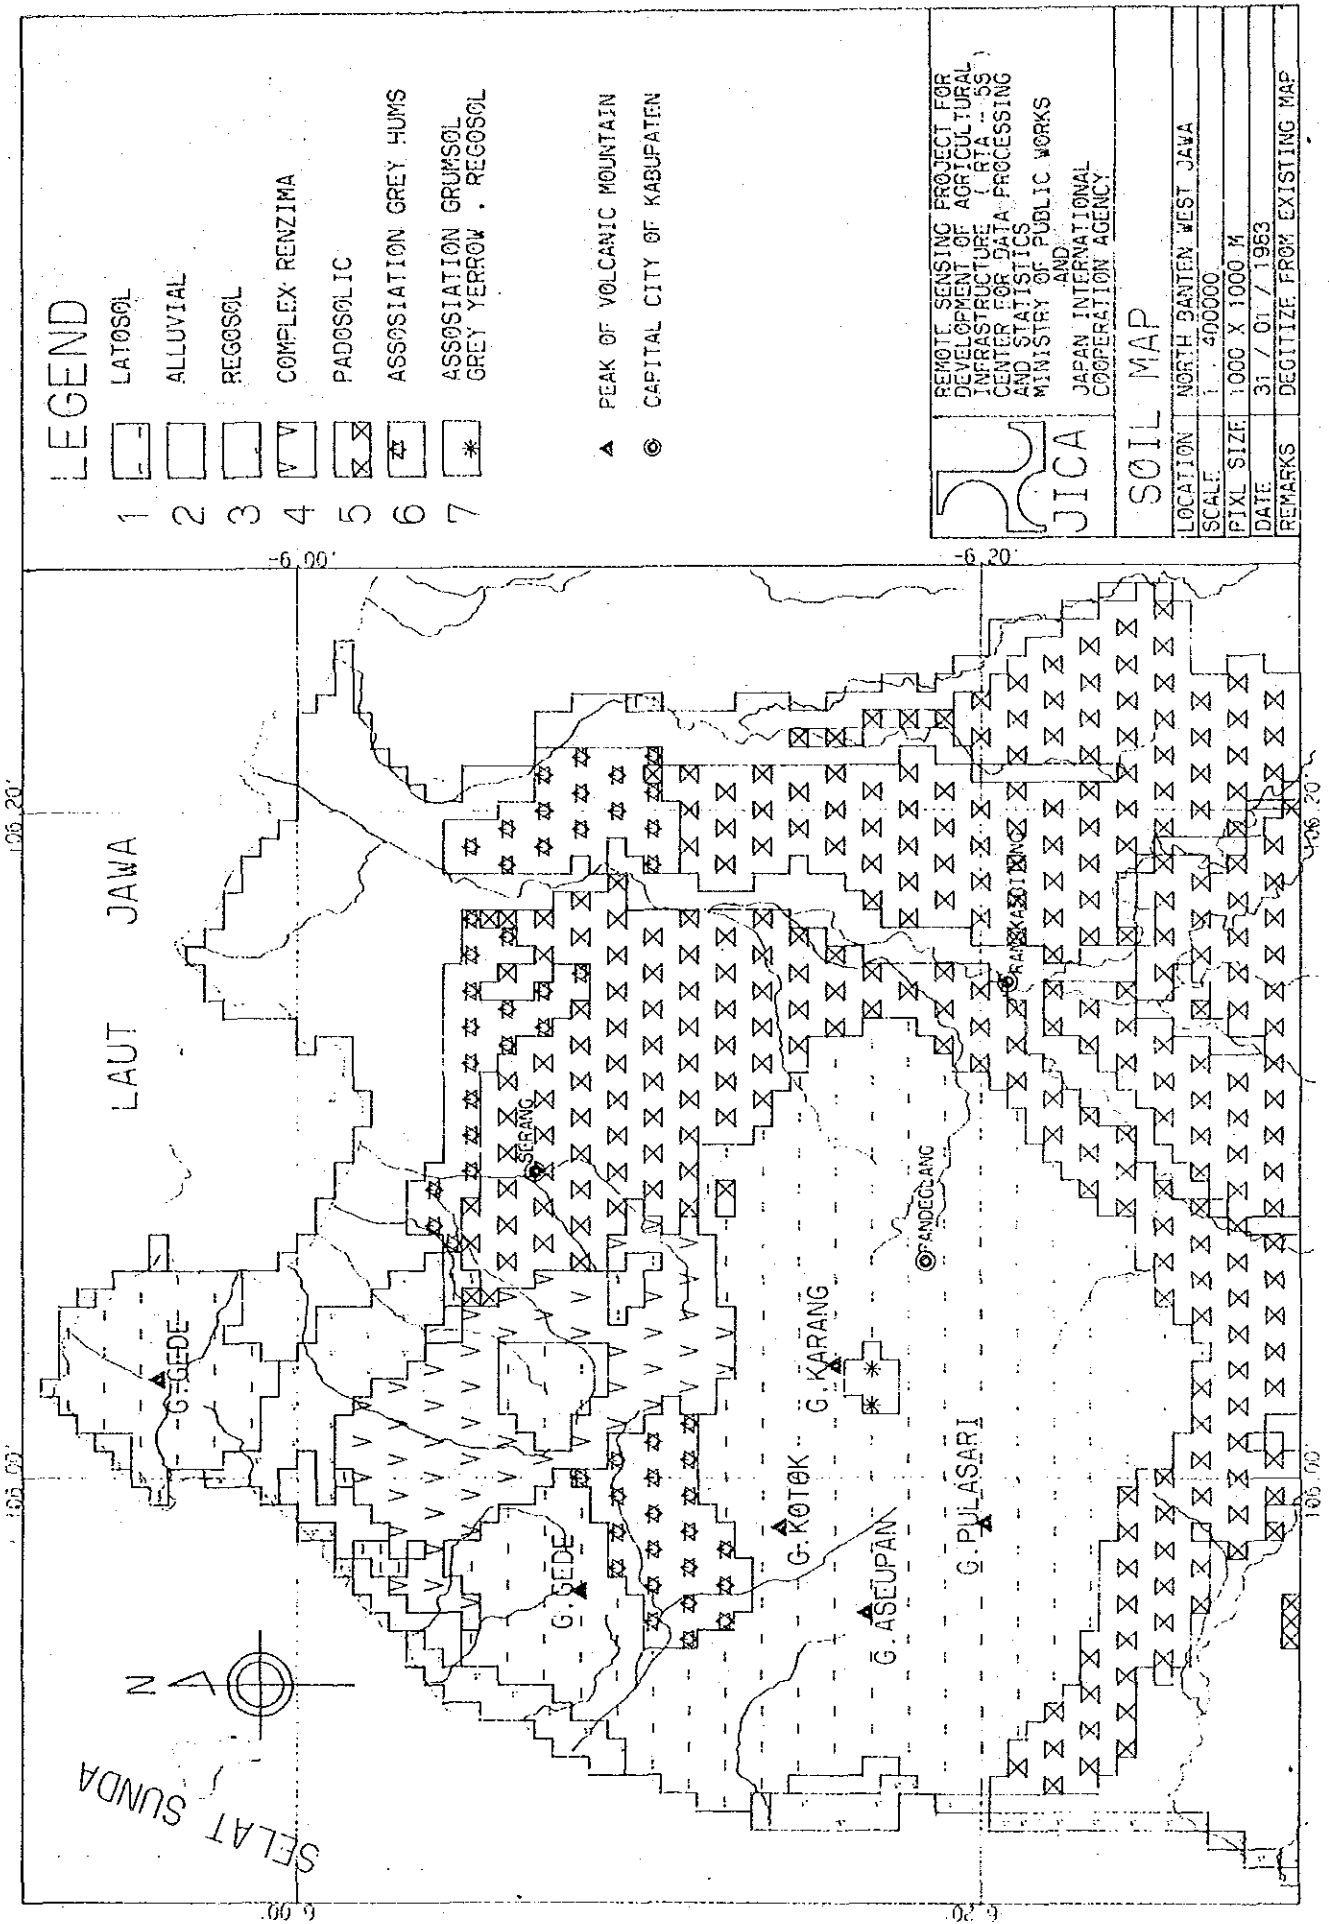 LEGEND
1 LATOSOL
2 ALLUVIAL
3 REGOSOL
4 COMPLEX RENZIMA
5 PADOSOLIC
6 ASSOSIATION GREY HUMS
7 ASSOSIATION GRUMSOL
GREY YERROW . REGOSOL
PEAK OF VOLCANIC MOUNTAIN
CAPITAL CITY OF KABUPATEN
JICA
REMOTE SENSING PROJECT FOR
DEVELOPMENT OF AGRICULTURAL
INFRASTRUCTURE ( RTA - 55 )
CENTER FOR DATA PROCESSING
AND STATISTICS
MINISTRY OF PUBLIC WORKS
AND
JAPAN INTERNATIONAL
COOPERATION AGENCY
SOIL MAP
LOCATION NORTH BANTEN WEST JAWA
SCALE 1 : 400000
PIXL SIZE 1000 X 1000 M
DATE 31 / 01 / 1983
REMARKS DEGITIZE FROM EXISTING MAP
SELAT SUNDA
N
LAUT JAWA
106.00'
106.20'
-6.00'
-6.20'
G.GEDE
G.GEDE
SERANG
G.KARANG
G.KOTOK
G.ASEUPAN
G.PULASARI
PANDEGLANG
106.00'